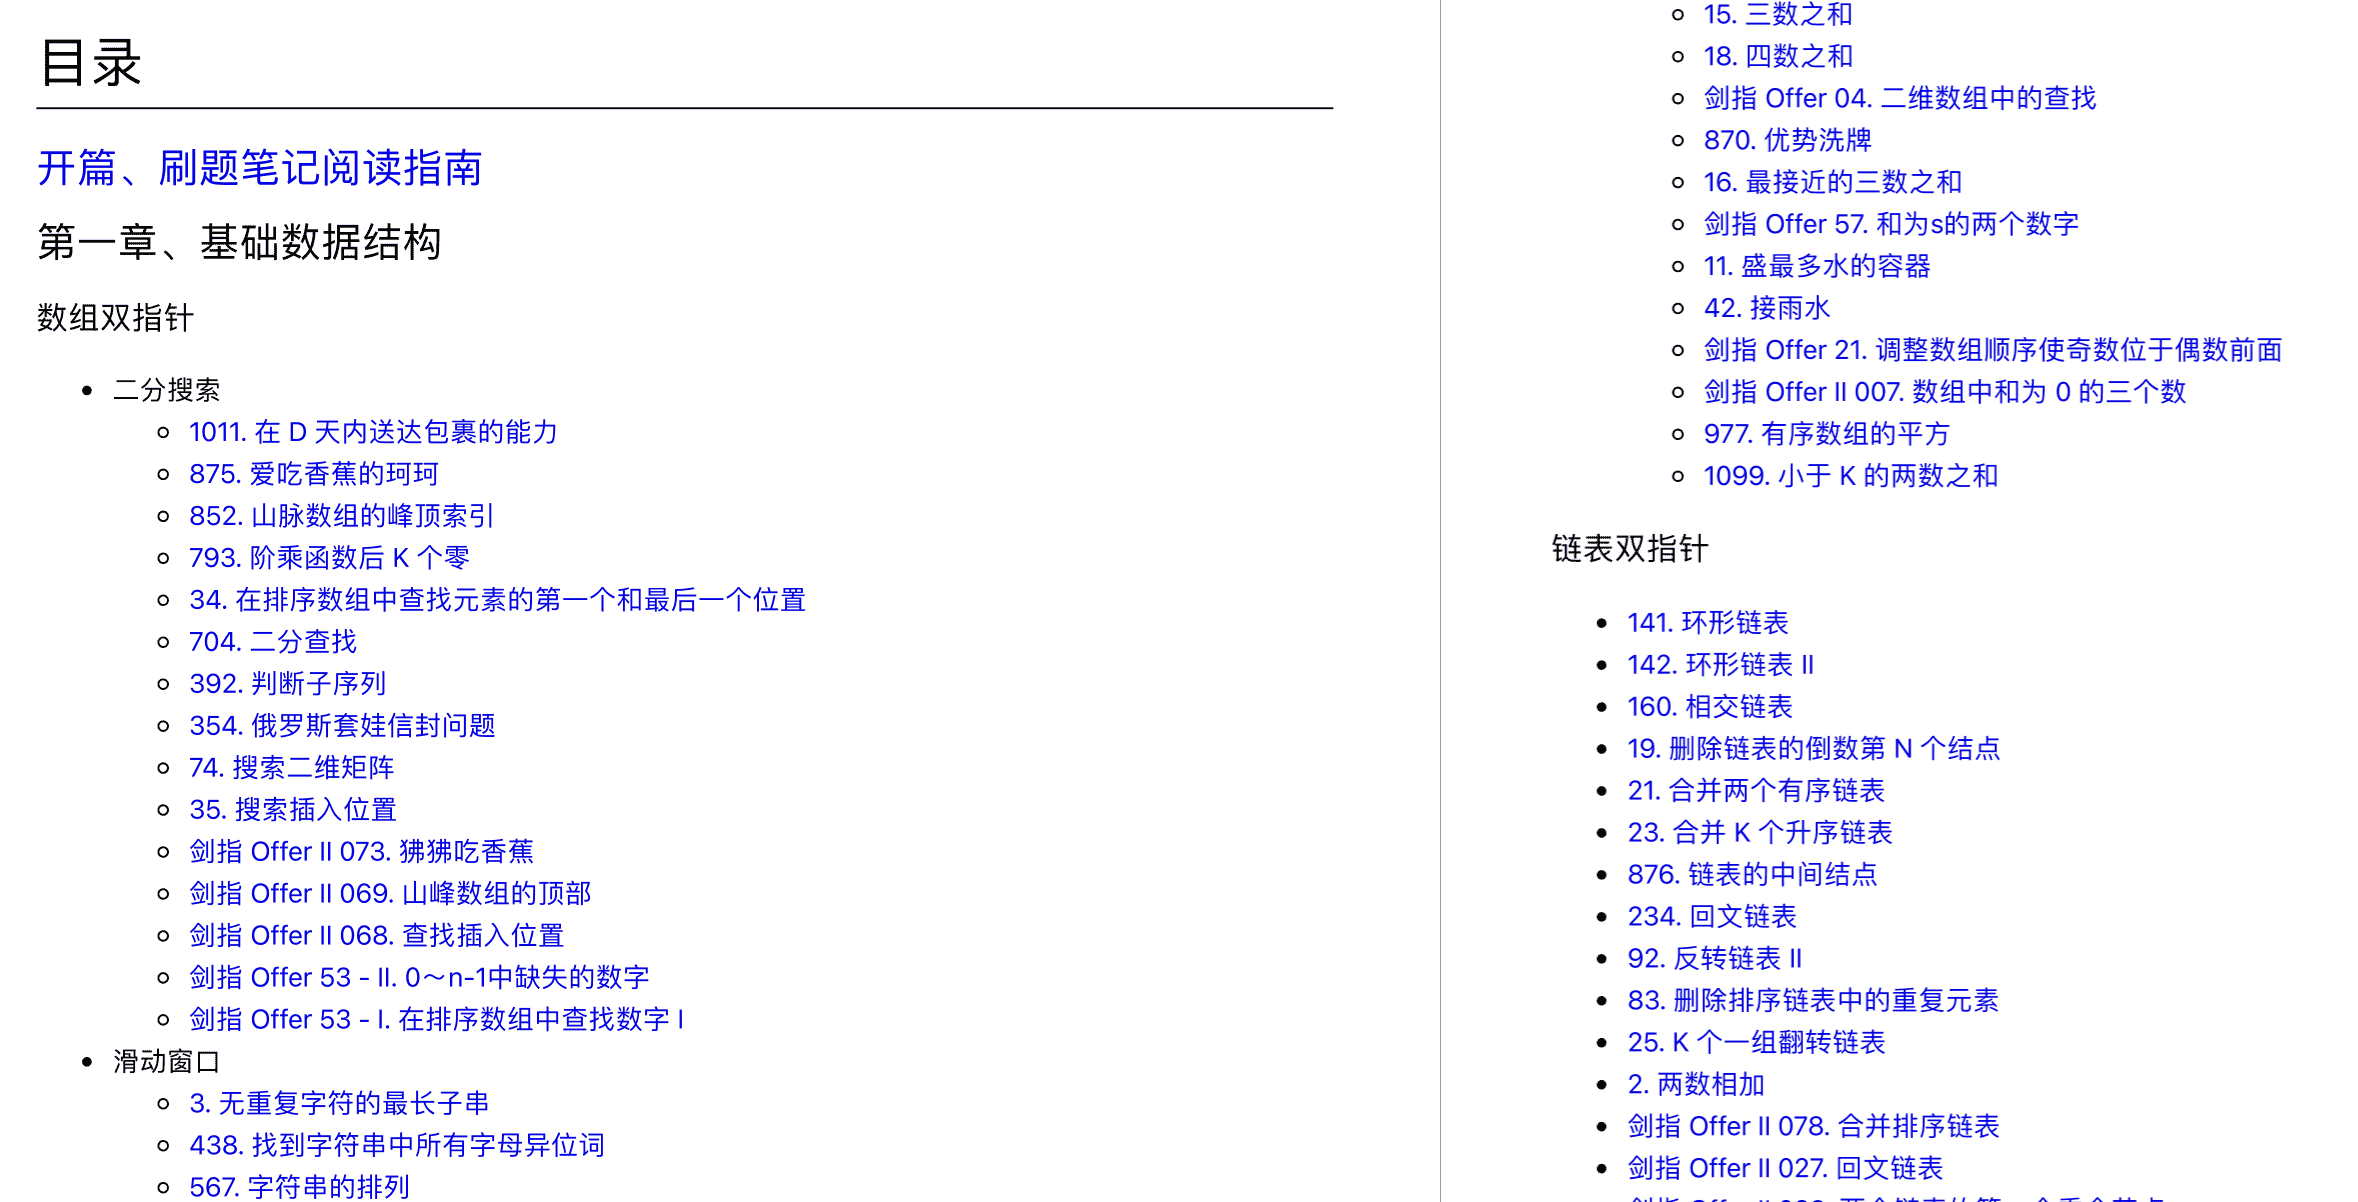 目录
开篇、刷题笔记阅读指南
第一章、基础数据结构
数组双指针
二分搜索
1011. 在 D 天内送达包裹的能力
875. 爱吃香蕉的珂珂
852. 山脉数组的峰顶索引
793. 阶乘函数后 K 个零
34. 在排序数组中查找元素的第一个和最后一个位置
704. 二分查找
392. 判断子序列
354. 俄罗斯套娃信封问题
74. 搜索二维矩阵
35. 搜索插入位置
剑指 Offer II 073. 狒狒吃香蕉
剑指 Offer II 069. 山峰数组的顶部
剑指 Offer II 068. 查找插入位置
剑指 Offer 53 - II. 0～n-1中缺失的数字
剑指 Offer 53 - I. 在排序数组中查找数字 I
滑动窗口
3. 无重复字符的最长子串
438. 找到字符串中所有字母异位词
567. 字符串的排列
15. 三数之和
18. 四数之和
剑指 Offer 04. 二维数组中的查找
870. 优势洗牌
16. 最接近的三数之和
剑指 Offer 57. 和为s的两个数字
11. 盛最多水的容器
42. 接雨水
剑指 Offer 21. 调整数组顺序使奇数位于偶数前面
剑指 Offer II 007. 数组中和为 0 的三个数
977. 有序数组的平方
1099. 小于 K 的两数之和
链表双指针
141. 环形链表
142. 环形链表 II
160. 相交链表
19. 删除链表的倒数第 N 个结点
21. 合并两个有序链表
23. 合并 K 个升序链表
876. 链表的中间结点
234. 回文链表
92. 反转链表 II
83. 删除排序链表中的重复元素
25. K 个一组翻转链表
2. 两数相加
剑指 Offer II 078. 合并排序链表
剑指 Offer II 027. 回文链表